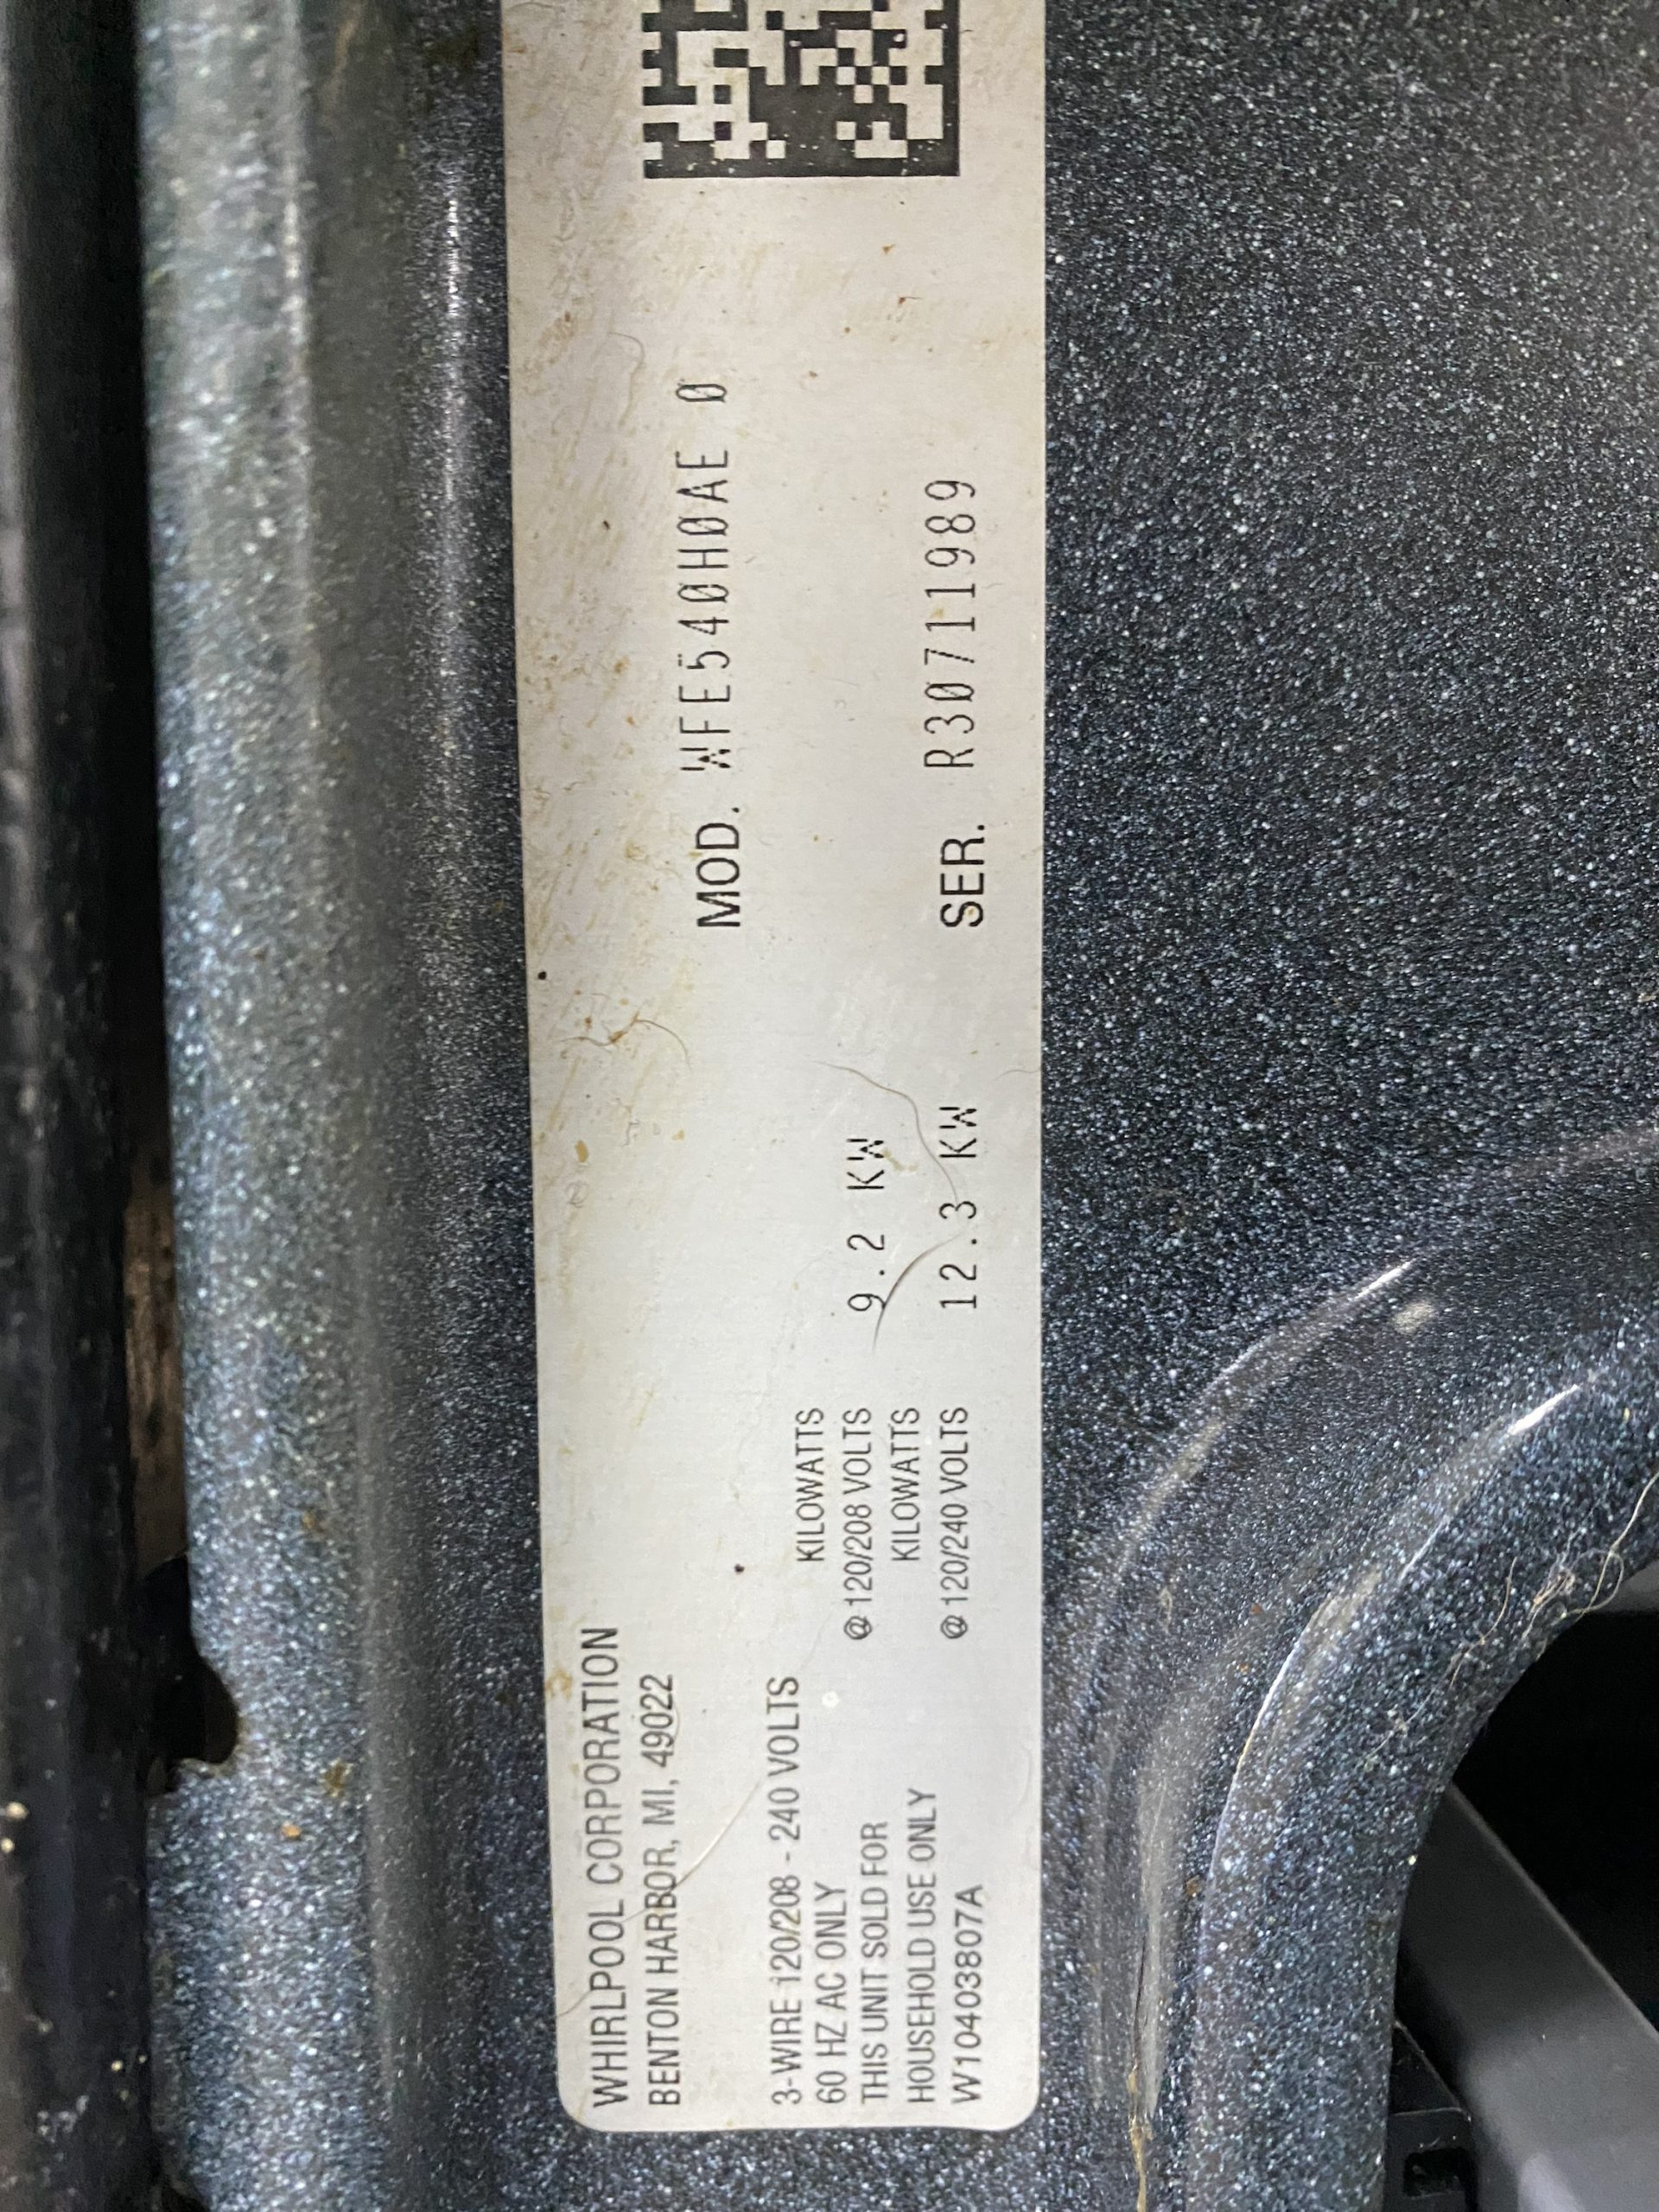 WHIRLPOOL CORPORATION
BENTON HARBOR, MI, 49022
3-WIRE 120/208 - 240 VOLTS
60 HZ AC ONLY
THIS UNIT SOLD FOR
HOUSEHOLD USE ONLY
W10403807A
KILOWATTS
@ 120/208 VOLTS 9.2 KW
KILOWATTS
@ 120/240 VOLTS 12.3 KW
MOD. WFE540H0AE 0
SER. R30711989